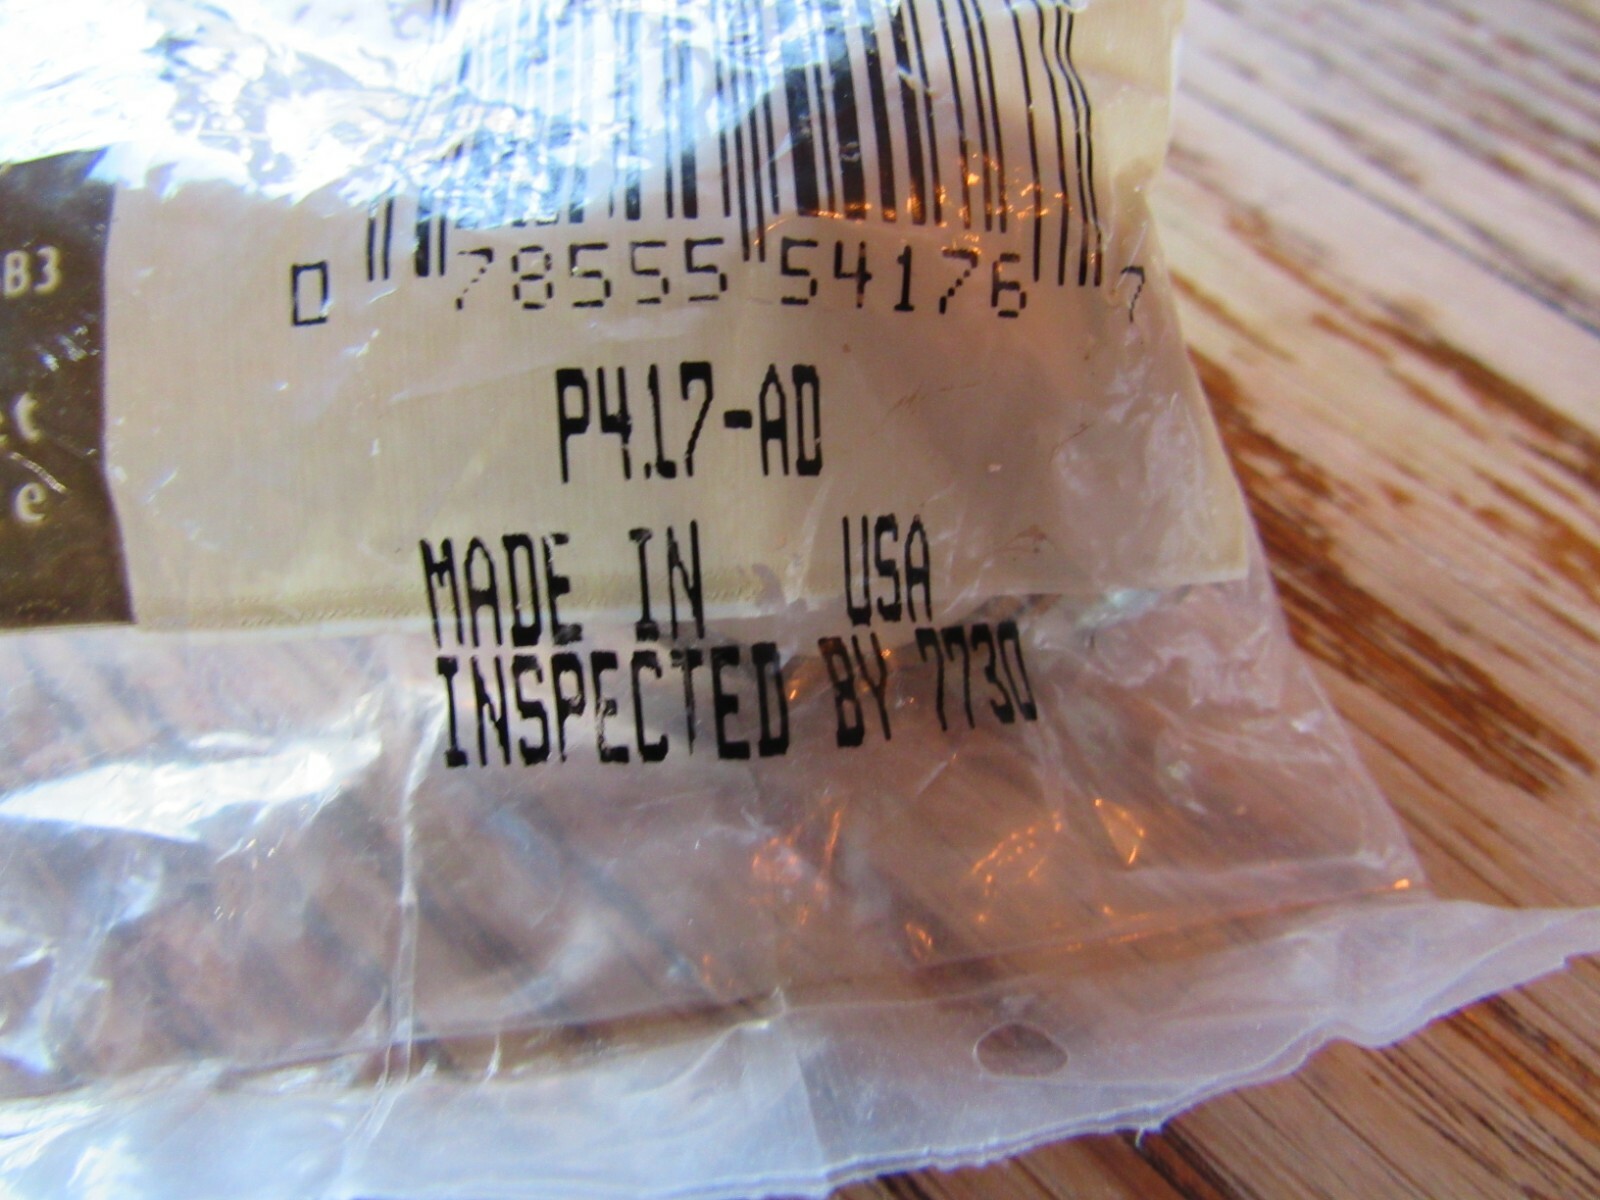 B3
0 78555 54176 7
P4.17-AD
MADE IN USA
INSPECTED BY 7730